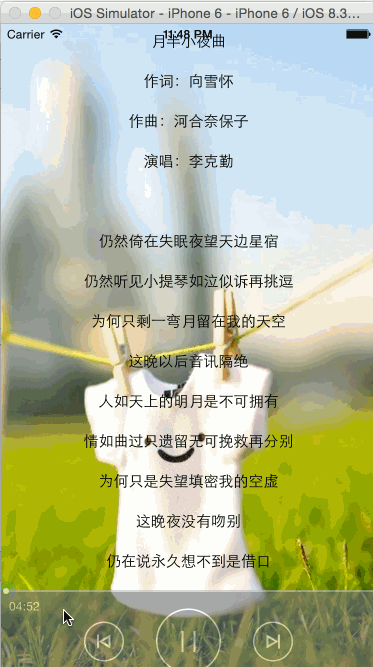 iOS Simulator - iPhone 6 - iPhone 6 / iOS 8.3...
Carrier 11:48 PM
月半小夜曲
作词：向雪怀
作曲：河合奈保子
演唱：李克勤
仍然倚在失眠夜望天边星宿
仍然听见小提琴如泣似诉再挑逗
为何只剩一弯月留在我的天空
这晚以后音讯隔绝
人如天上的明月是不可拥有
情如曲过只遗留无可挽救再分别
为何只是失望填密我的空虚
这晚夜没有吻别
仍在说永久想不到是借口
04:52